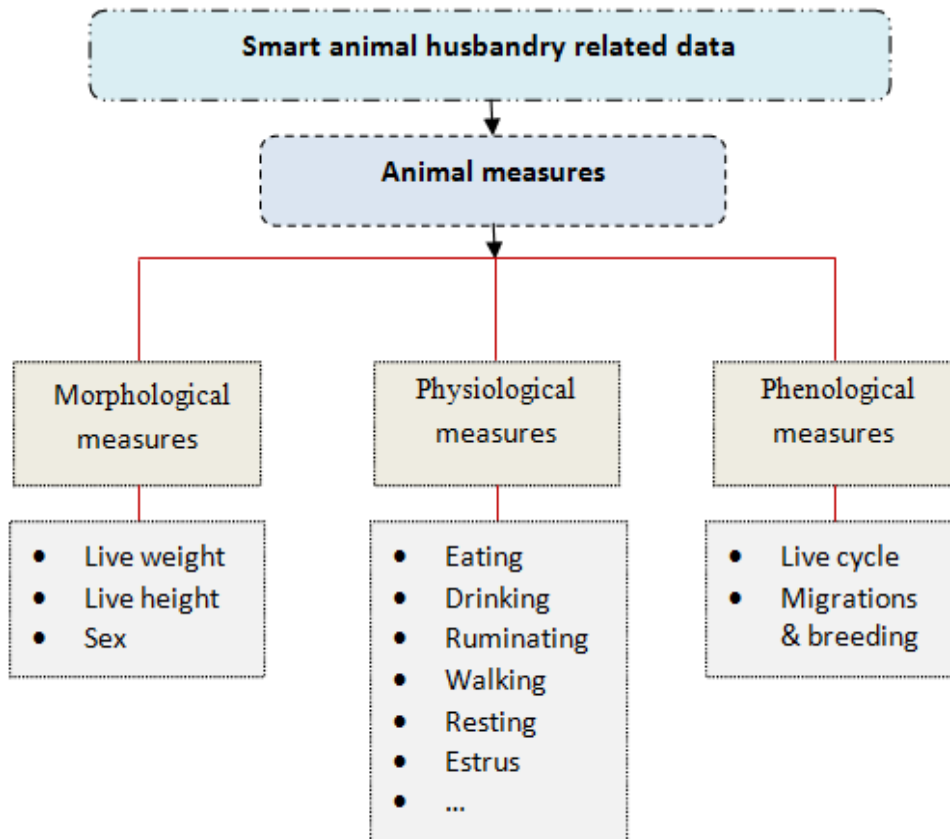 Smart animal husbandry related data
Animal measures
Morphological
measures
Physiological
measures
Phenological
measures
• Live weight
• Live height
• Sex
• Eating
• Drinking
• Ruminating
• Walking
• Resting
• Estrus
• ...
• Live cycle
• Migrations
& breeding